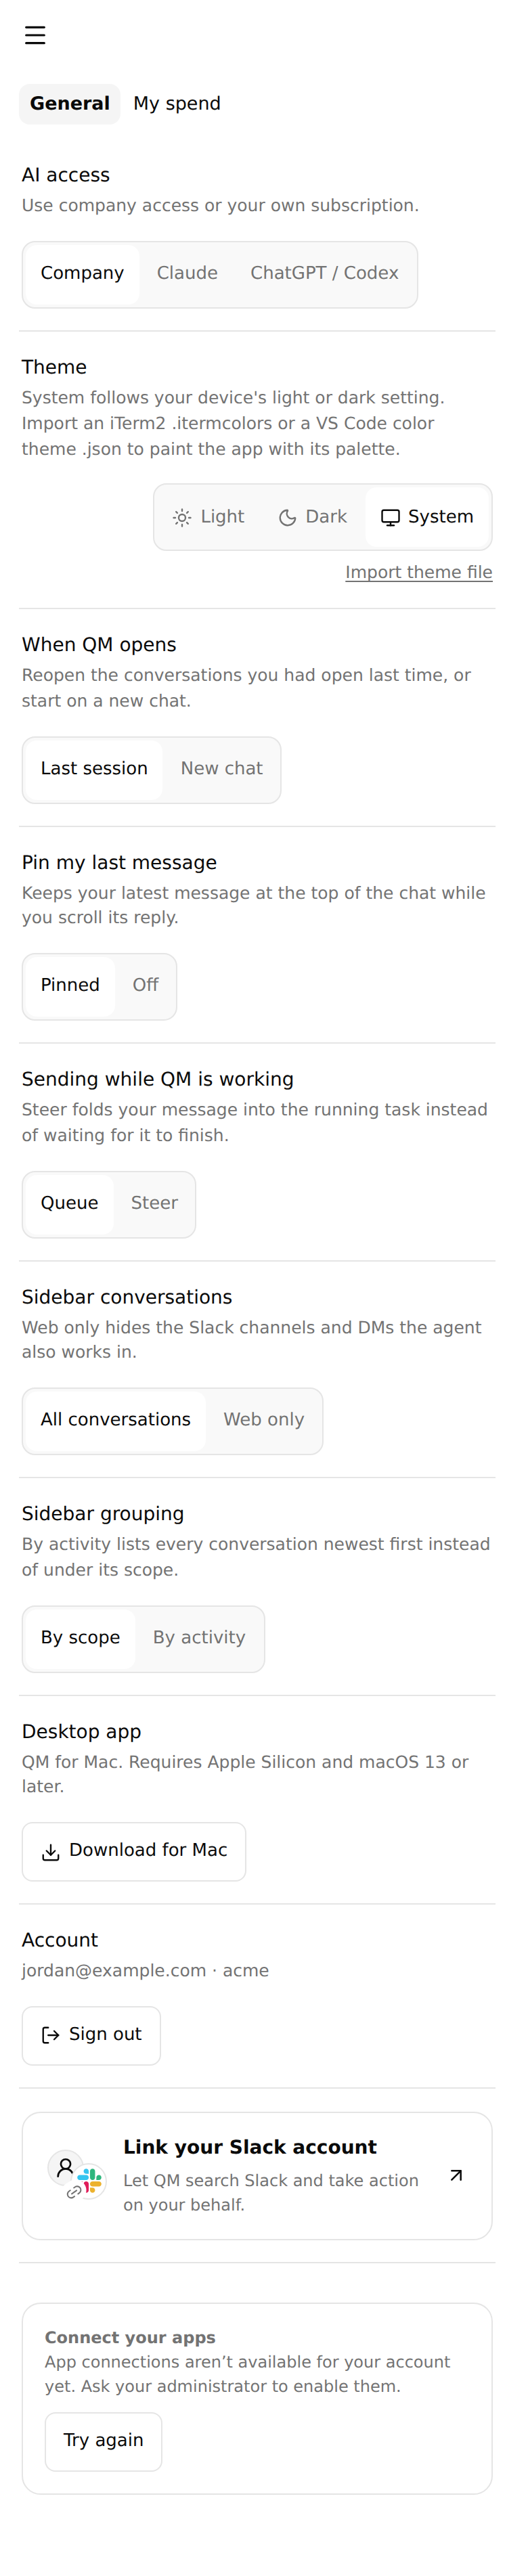 General My spend
AI access
Use company access or your own subscription.
Company Claude ChatGPT / Codex
Theme
System follows your device's light or dark setting.
Import an iTerm2 .itermcolors or a VS Code color
theme .json to paint the app with its palette.
Light Dark System
Import theme file
When QM opens
Reopen the conversations you had open last time, or
start on a new chat.
Last session New chat
Pin my last message
Keeps your latest message at the top of the chat while
you scroll its reply.
Pinned Off
Sending while QM is working
Steer folds your message into the running task instead
of waiting for it to finish.
Queue Steer
Sidebar conversations
Web only hides the Slack channels and DMs the agent
also works in.
All conversations Web only
Sidebar grouping
By activity lists every conversation newest first instead
of under its scope.
By scope By activity
Desktop app
QM for Mac. Requires Apple Silicon and macOS 13 or
later.
Download for Mac
Account
jordan@example.com · acme
Sign out
Link your Slack account
Let QM search Slack and take action
on your behalf.
Connect your apps
App connections aren’t available for your account
yet. Ask your administrator to enable them.
Try again